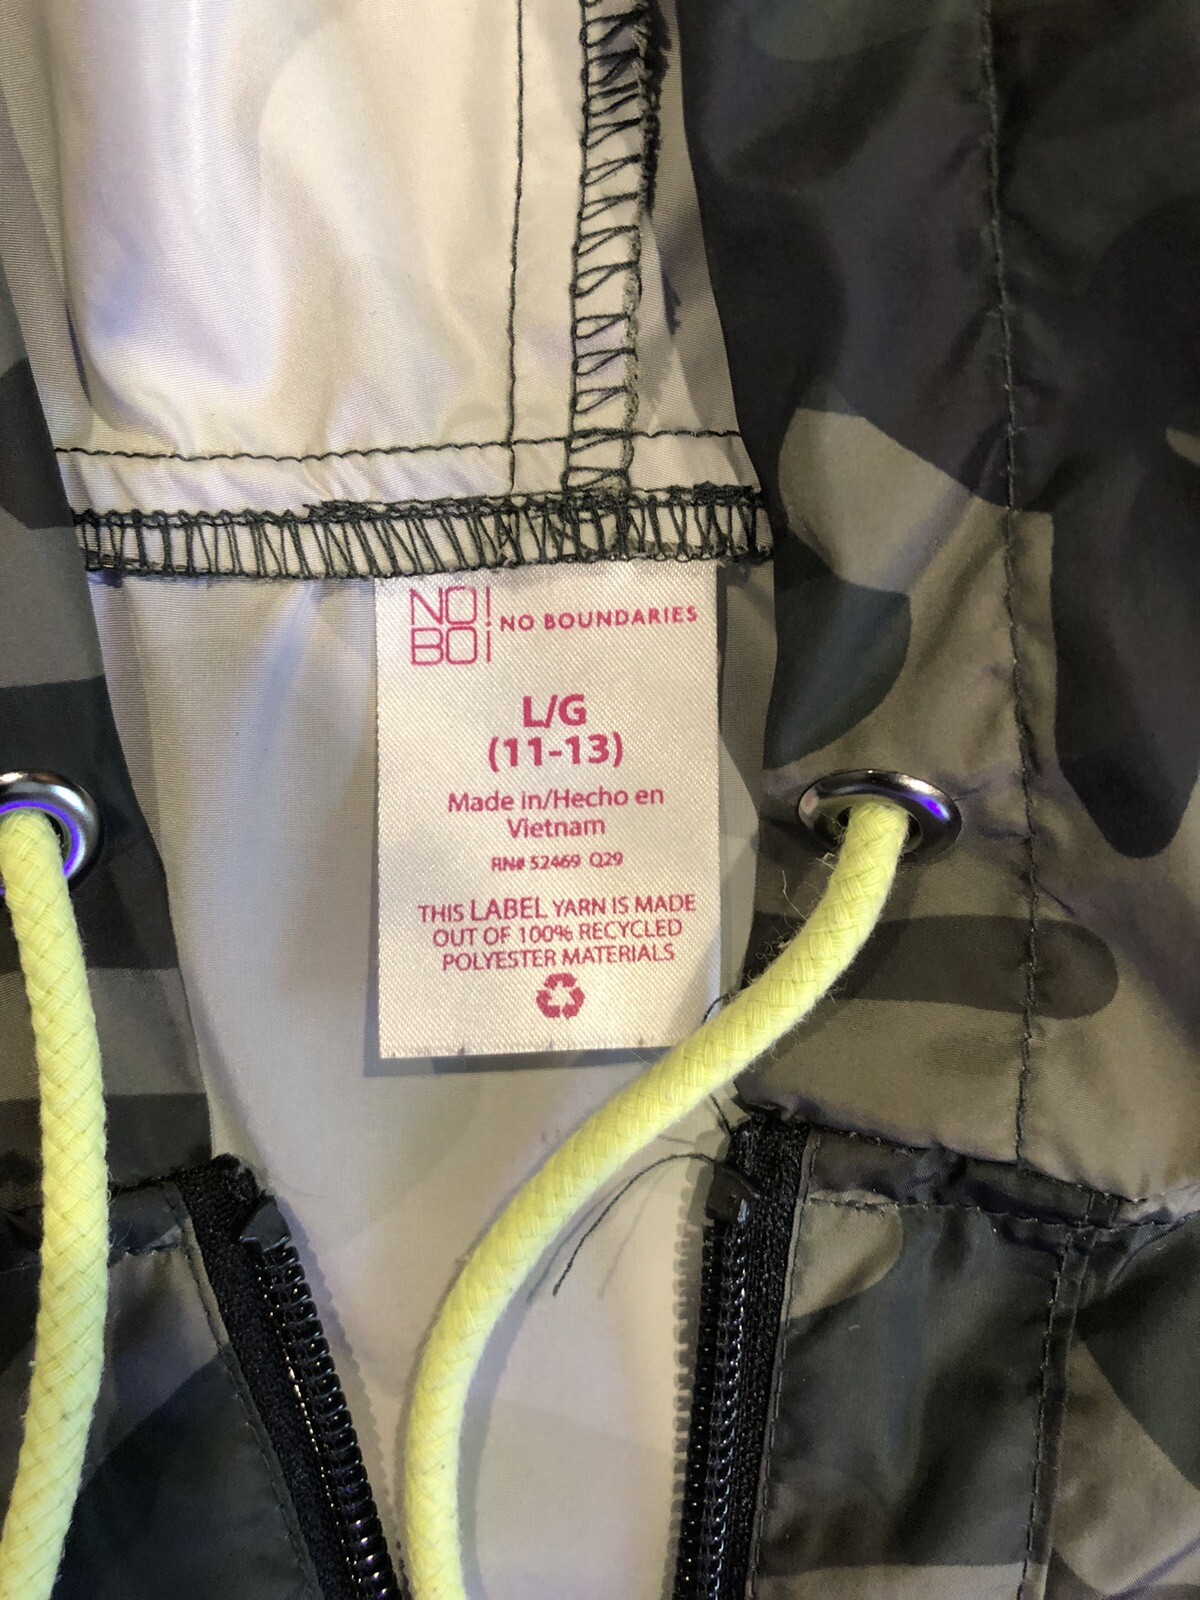 NO!
BO!
NO BOUNDARIES
L/G
(11-13)
Made in/Hecho en
Vietnam
RN# 52469 Q29
THIS LABEL YARN IS MADE
OUT OF 100% RECYCLED
POLYESTER MATERIALS